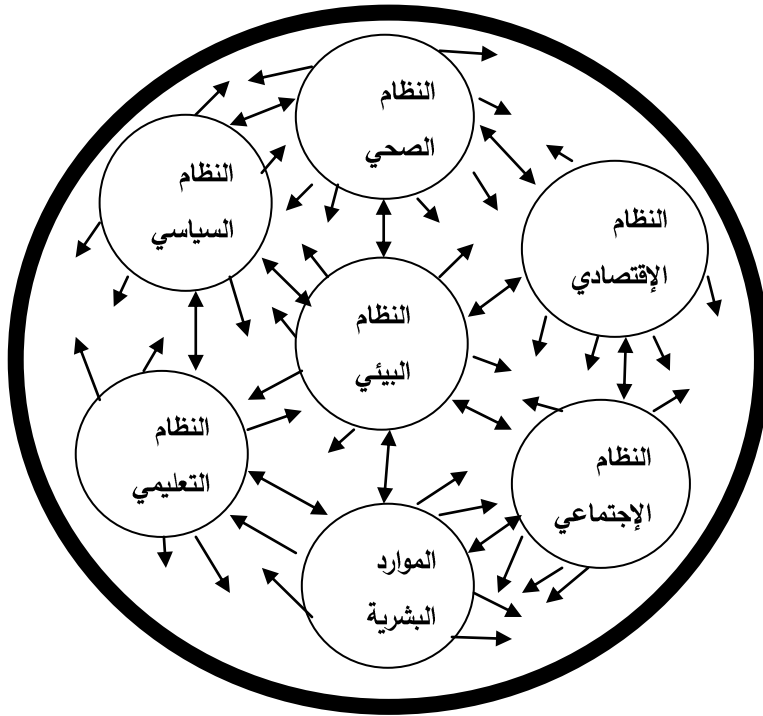 النظام
الصحي
النظام
السياسي
النظام
الإقتصادي
النظام
البيئي
النظام
التعليمي
النظام
الإجتماعي
الموارد
البشرية